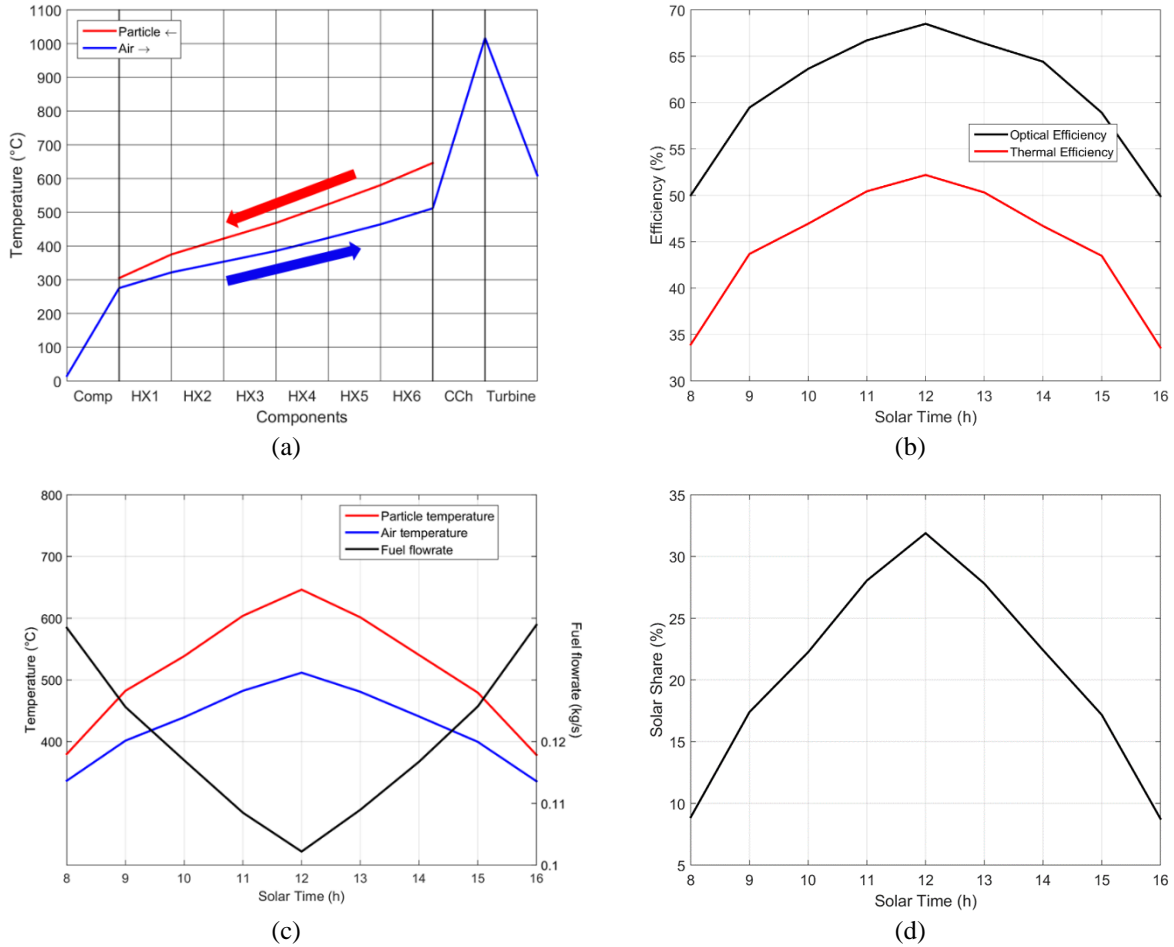 1100
1000
900
800
700
600
500
400
300
200
100
0
Temperature (°C)
Particle ←
Air →
Comp HX1 HX2 HX3 HX4 HX5 HX6 CCh Turbine
Components
(a)
70
65
60
55
50
45
40
35
30
Efficiency (%)
Optical Efficiency
Thermal Efficiency
8 9 10 11 12 13 14 15 16
Solar Time (h)
(b)
800
700
600
500
400
Temperature (°C)
Particle temperature
Air temperature
Fuel flowrate
0.12
0.11
0.1
Fuel flowrate (kg/s)
8 9 10 11 12 13 14 15 16
Solar Time (h)
(c)
35
30
25
20
15
10
5
Solar Share (%)
8 9 10 11 12 13 14 15 16
Solar Time (h)
(d)